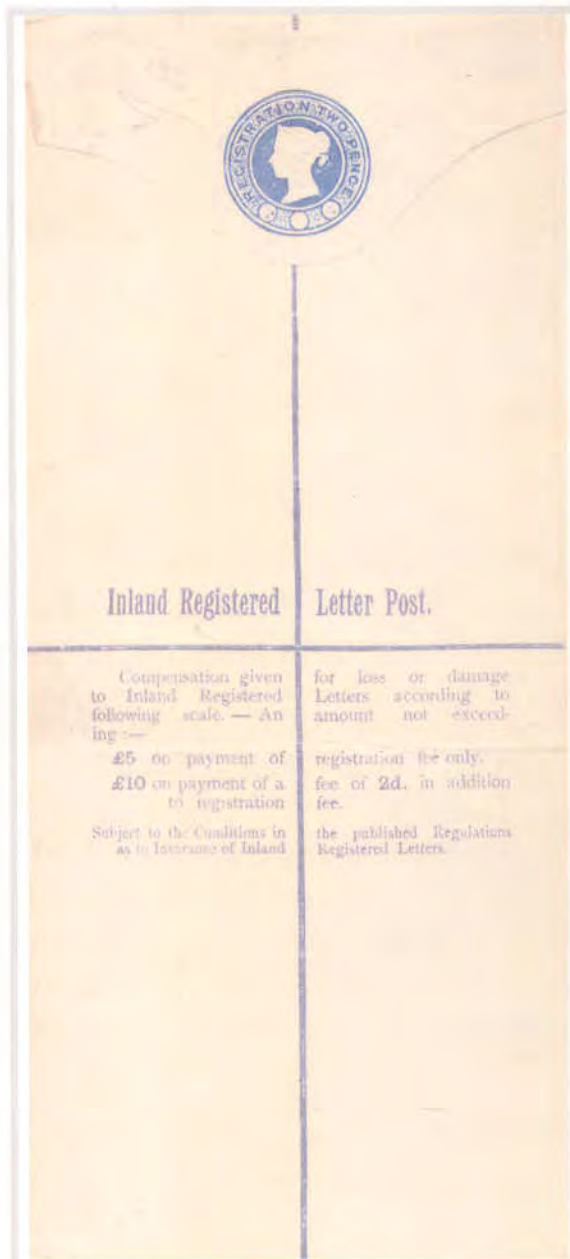 REGISTRATION TWO PENCE
Inland Registered Letter Post.
Compensation given for loss or damage
to Inland Registered Letters according to
following scale. — An amount not exceed-
ing :—
£5 on payment of registration fee only.
£10 on payment of a fee of 2d. in addition
to registration fee.
Subject to the Conditions in the published Regulations
as to Insurance of Inland Registered Letters.